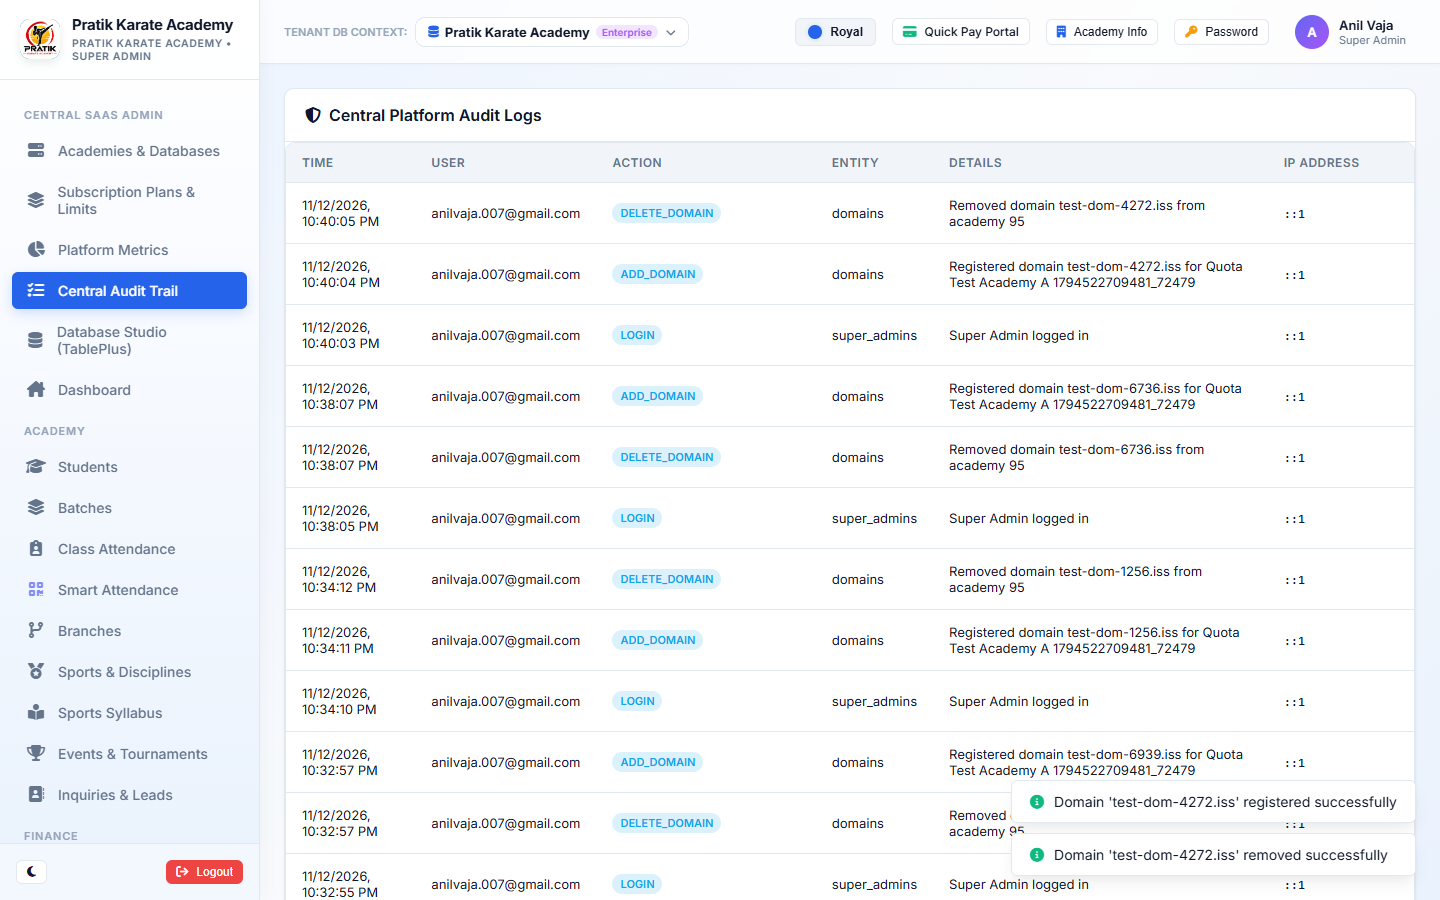 Pratik Karate Academy
PRATIK KARATE ACADEMY •
SUPER ADMIN
PRATIK
TENANT DB CONTEXT:
Pratik Karate Academy
Enterprise
Royal
Quick Pay Portal
Academy Info
Password
A
Anil Vaja
Super Admin
CENTRAL SAAS ADMIN
Academies & Databases
Subscription Plans &
Limits
Platform Metrics
Central Audit Trail
Database Studio
(TablePlus)
Dashboard
ACADEMY
Students
Batches
Class Attendance
Smart Attendance
Branches
Sports & Disciplines
Sports Syllabus
Events & Tournaments
Inquiries & Leads
FINANCE
Logout
Central Platform Audit Logs
TIME USER ACTION ENTITY DETAILS IP ADDRESS
11/12/2026,
10:40:05 PM
anilvaja.007@gmail.com DELETE_DOMAIN domains
Removed domain test-dom-4272.iss from
academy 95
::1
11/12/2026,
10:40:04 PM
anilvaja.007@gmail.com ADD_DOMAIN domains
Registered domain test-dom-4272.iss for Quota
Test Academy A 1794522709481_72479
::1
11/12/2026,
10:40:03 PM
anilvaja.007@gmail.com LOGIN super_admins Super Admin logged in ::1
11/12/2026,
10:38:07 PM
anilvaja.007@gmail.com ADD_DOMAIN domains
Registered domain test-dom-6736.iss for Quota
Test Academy A 1794522709481_72479
::1
11/12/2026,
10:38:07 PM
anilvaja.007@gmail.com DELETE_DOMAIN domains
Removed domain test-dom-6736.iss from
academy 95
::1
11/12/2026,
10:38:05 PM
anilvaja.007@gmail.com LOGIN super_admins Super Admin logged in ::1
11/12/2026,
10:34:12 PM
anilvaja.007@gmail.com DELETE_DOMAIN domains
Removed domain test-dom-1256.iss from
academy 95
::1
11/12/2026,
10:34:11 PM
anilvaja.007@gmail.com ADD_DOMAIN domains
Registered domain test-dom-1256.iss for Quota
Test Academy A 1794522709481_72479
::1
11/12/2026,
10:34:10 PM
anilvaja.007@gmail.com LOGIN super_admins Super Admin logged in ::1
11/12/2026,
10:32:57 PM
anilvaja.007@gmail.com ADD_DOMAIN domains
Registered domain test-dom-6939.iss for Quota
Test Academy A 1794522709481_72479
::1
11/12/2026,
10:32:57 PM
anilvaja.007@gmail.com DELETE_DOMAIN domains
Removed
academy 95
::1
11/12/2026,
10:32:55 PM
anilvaja.007@gmail.com LOGIN super_admins Super Admin logged in ::1
Domain 'test-dom-4272.iss' registered successfully
Domain 'test-dom-4272.iss' removed successfully